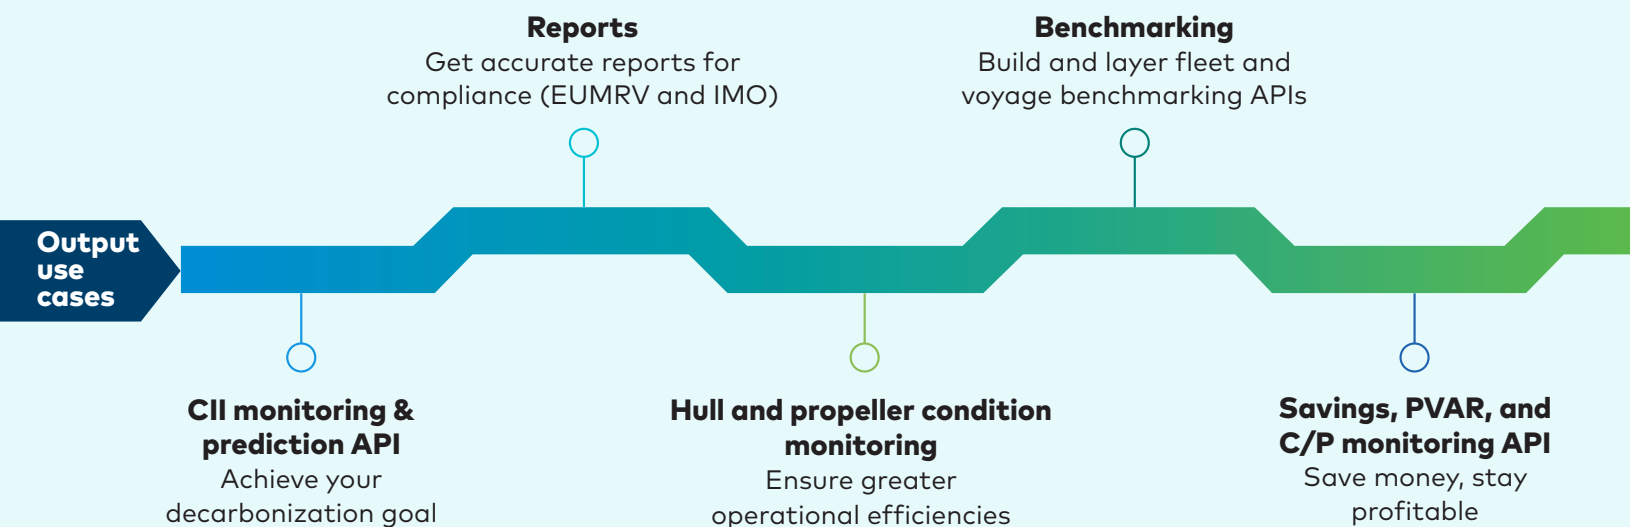 Reports
Get accurate reports for
compliance (EUMRV and IMO)
Benchmarking
Build and layer fleet and
voyage benchmarking APIs
Output
use
cases
CII monitoring &
prediction API
Achieve your
decarbonization goal
Hull and propeller condition
monitoring
Ensure greater
operational efficiencies
Savings, PVAR, and
C/P monitoring API
Save money, stay
profitable